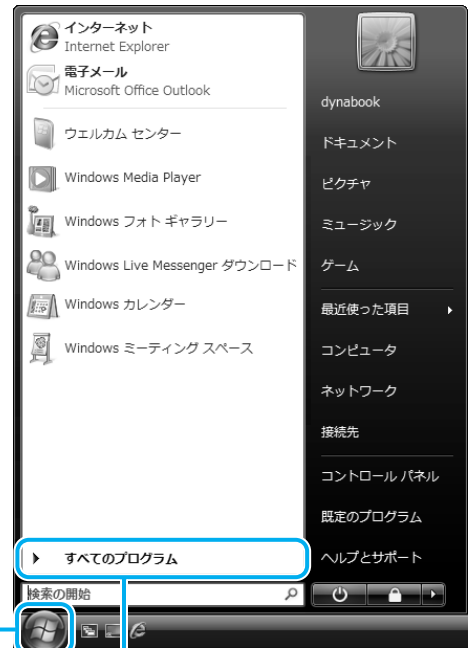 インターネット
Internet Explorer
電子メール
Microsoft Office Outlook
ウェルカム センター
Windows Media Player
Windows フォト ギャラリー
Windows Live Messenger ダウンロード
Windows カレンダー
Windows ミーティング スペース
すべてのプログラム
検索の開始
dynabook
ドキュメント
ピクチャ
ミュージック
ゲーム
最近使った項目
コンピュータ
ネットワーク
接続先
コントロール パネル
既定のプログラム
ヘルプとサポート